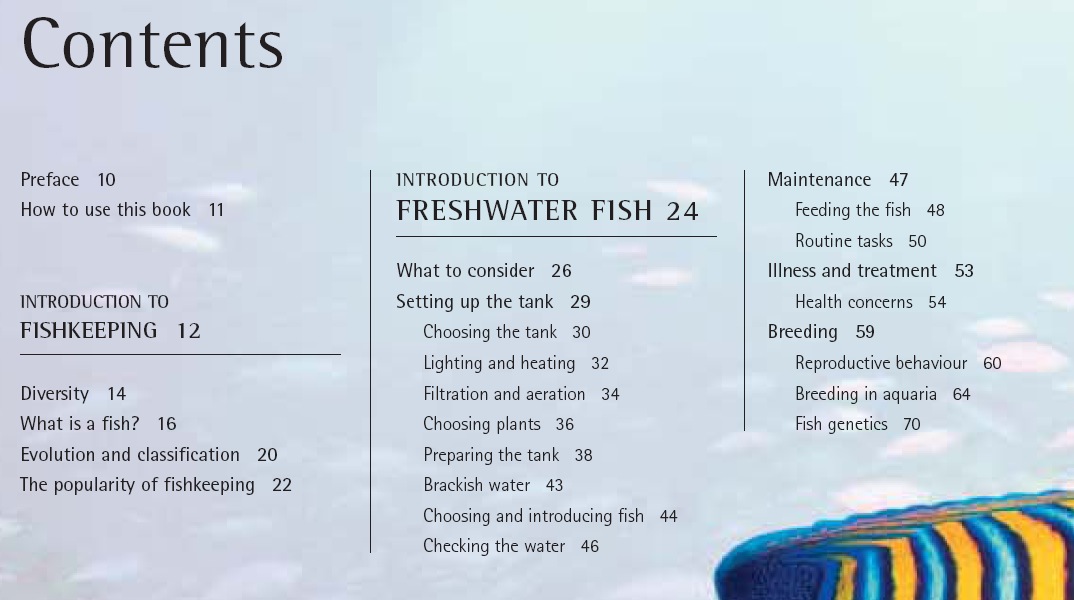 Contents
Preface 10
How to use this book 11
INTRODUCTION TO
FISHKEEPING 12
Diversity 14
What is a fish? 16
Evolution and classification 20
The popularity of fishkeeping 22
INTRODUCTION TO
FRESHWATER FISH 24
What to consider 26
Setting up the tank 29
Choosing the tank 30
Lighting and heating 32
Filtration and aeration 34
Choosing plants 36
Preparing the tank 38
Brackish water 43
Choosing and introducing fish 44
Checking the water 46
Maintenance 47
Feeding the fish 48
Routine tasks 50
Illness and treatment 53
Health concerns 54
Breeding 59
Reproductive behaviour 60
Breeding in aquaria 64
Fish genetics 70